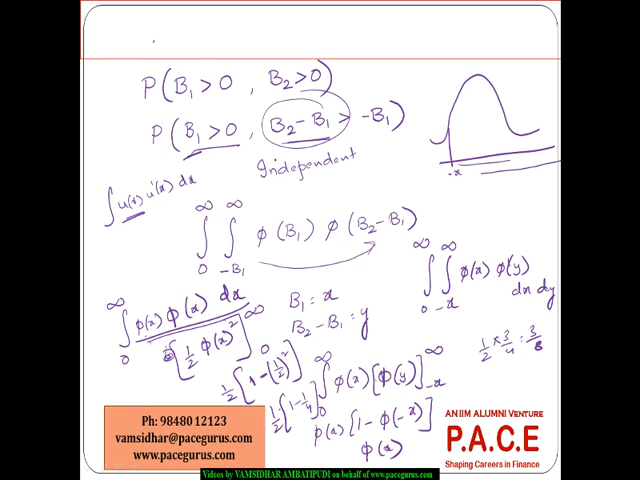 P(B₁ > 0 , B₂ > 0)
P(B₁ > 0 , B₂ − B₁ > −B₁)
Independent
∫ u(x) u'(x) dx
∫₀^∞ ∫_{−B₁}^∞ φ(B₁) φ(B₂ − B₁)
−x
∫₀^∞ ∫_{−x}^∞ φ(x) φ(y) dx dy
∫₀^∞ φ(x) Φ(x) dx
B₁ = x
B₂ − B₁ = y
[½ Φ(x)²]₀^∞
½ [1 − (½)²]
½ [1 − ¼]
½ × ¾ = 3/8
∫₀^∞ φ(x) [Φ(y)]_{−x}^∞
φ(x) [1 − Φ(−x)]
Φ(x)
Ph: 98480 12123
vamsidhar@pacegurus.com
www.pacegurus.com
AN IIM ALUMNI VENTURE
P.A.C.E
Shaping Careers in Finance
Videos by VAMSIDHAR AMBATIPUDI on behalf of www.pacegurus.com